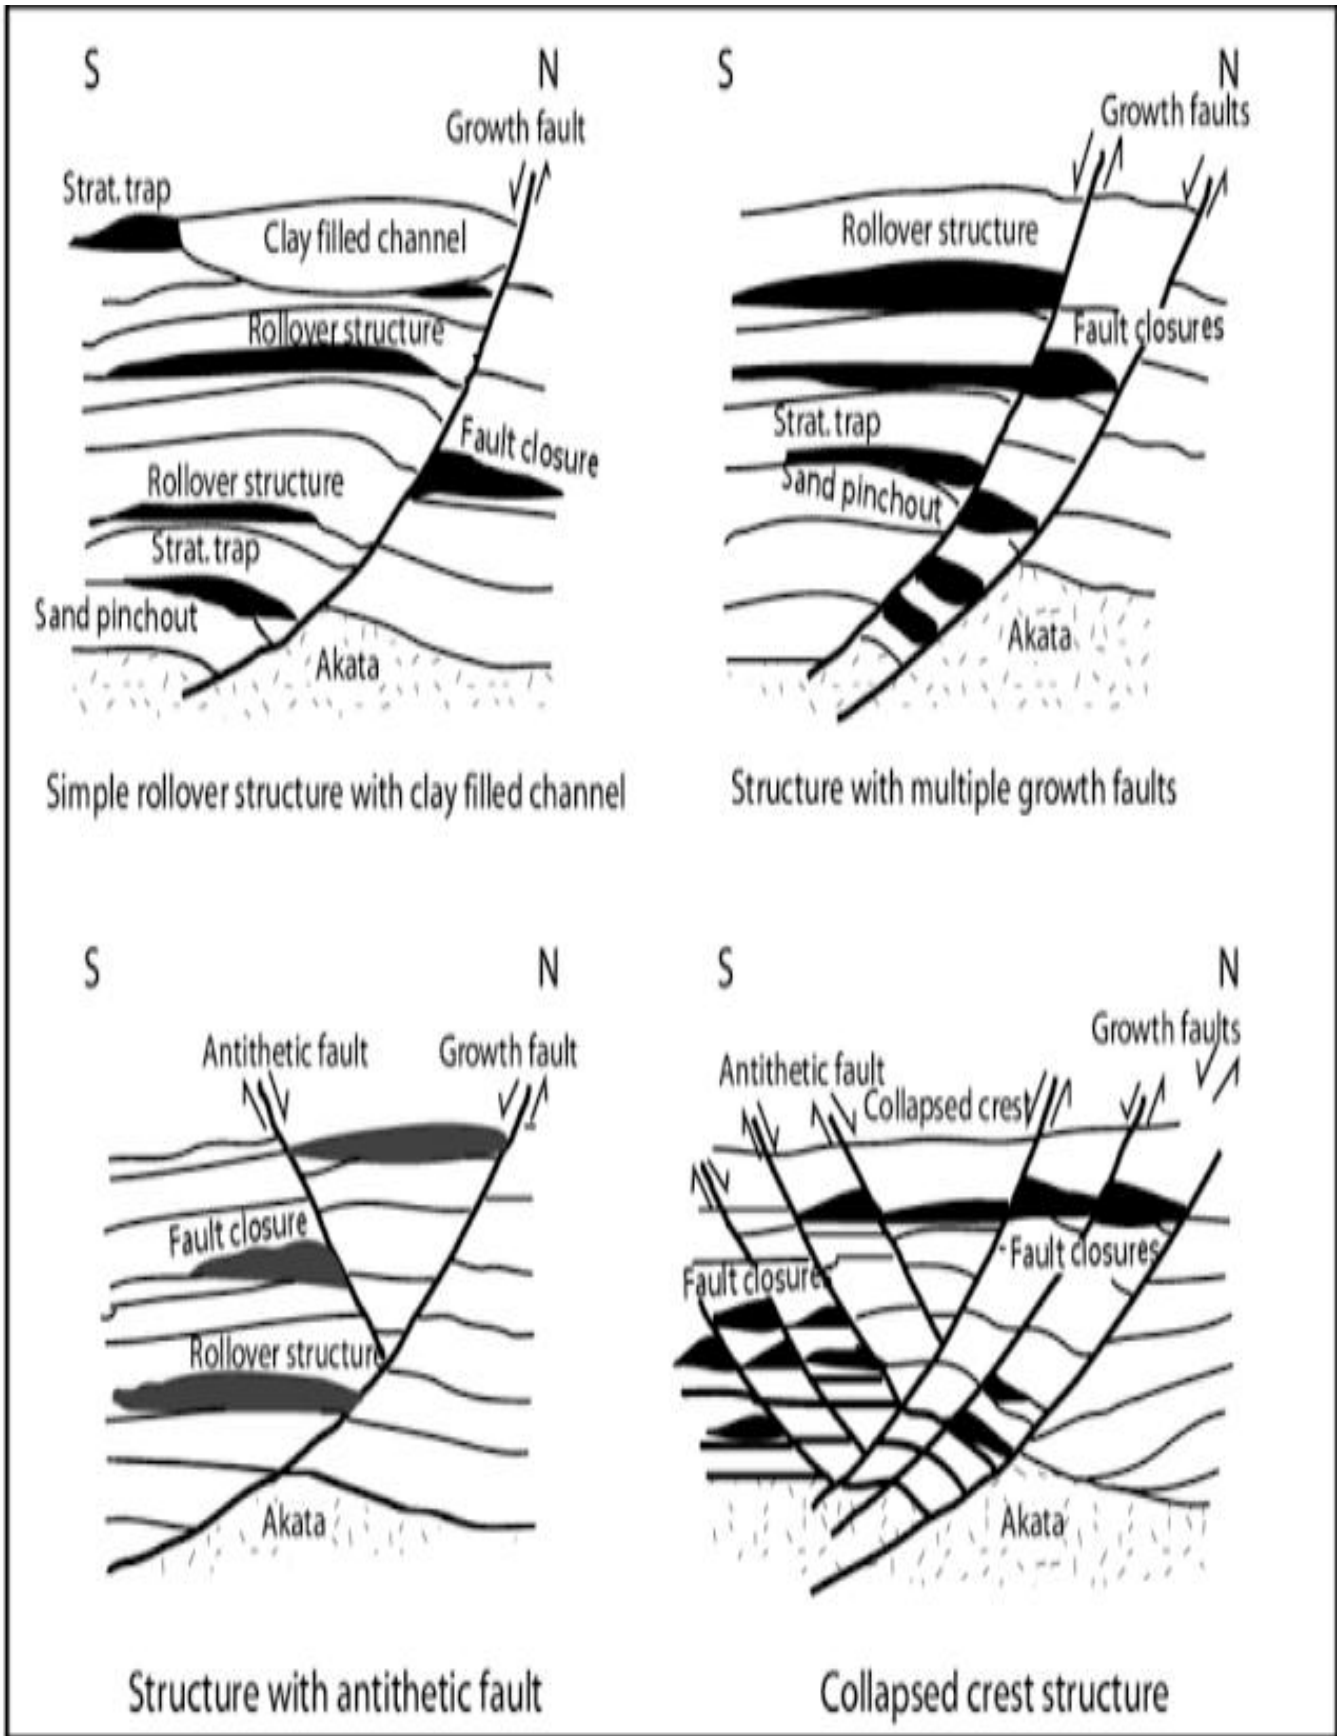 S
N
Growth fault
Strat. trap
Clay filled channel
Rollover structure
Fault closure
Rollover structure
Strat. trap
Sand pinchout
Akata
Simple rollover structure with clay filled channel
S
N
Growth faults
Rollover structure
Fault closures
Strat. trap
Sand pinchout
Akata
Structure with multiple growth faults
S
N
Antithetic fault
Growth fault
Fault closure
Rollover structure
Akata
Structure with antithetic fault
S
N
Growth faults
Antithetic fault
Collapsed crest
Fault closures
Fault closures
Akata
Collapsed crest structure